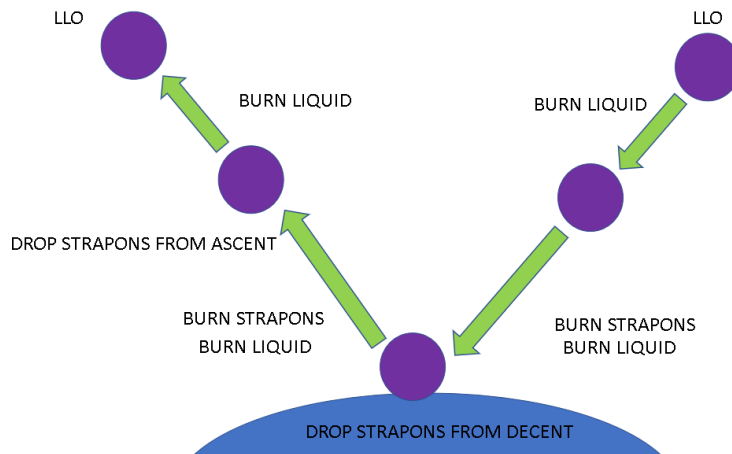 LLO
LLO
BURN LIQUID
BURN LIQUID
DROP STRAPONS FROM ASCENT
BURN STRAPONS
BURN LIQUID
BURN STRAPONS
BURN LIQUID
DROP STRAPONS FROM DECENT